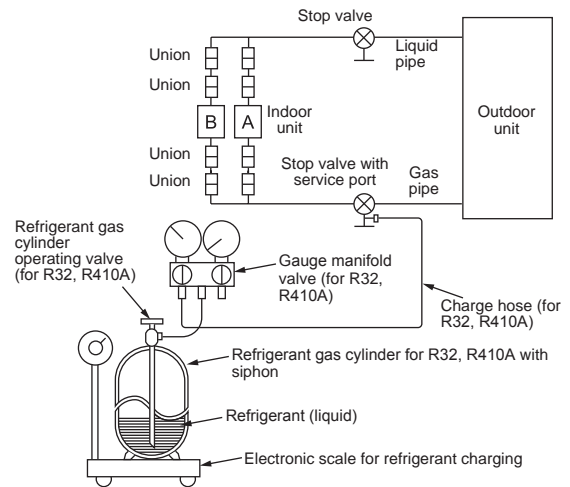 Stop valve
Liquid
pipe
Union
Union
B
A
Indoor
unit
Outdoor
unit
Union
Union
Stop valve with
service port
Gas
pipe
Refrigerant gas
cylinder
operating valve
(for R32, R410A)
Gauge manifold
valve (for R32,
R410A)
Charge hose (for
R32, R410A)
Refrigerant gas cylinder for R32, R410A with
siphon
Refrigerant (liquid)
Electronic scale for refrigerant charging